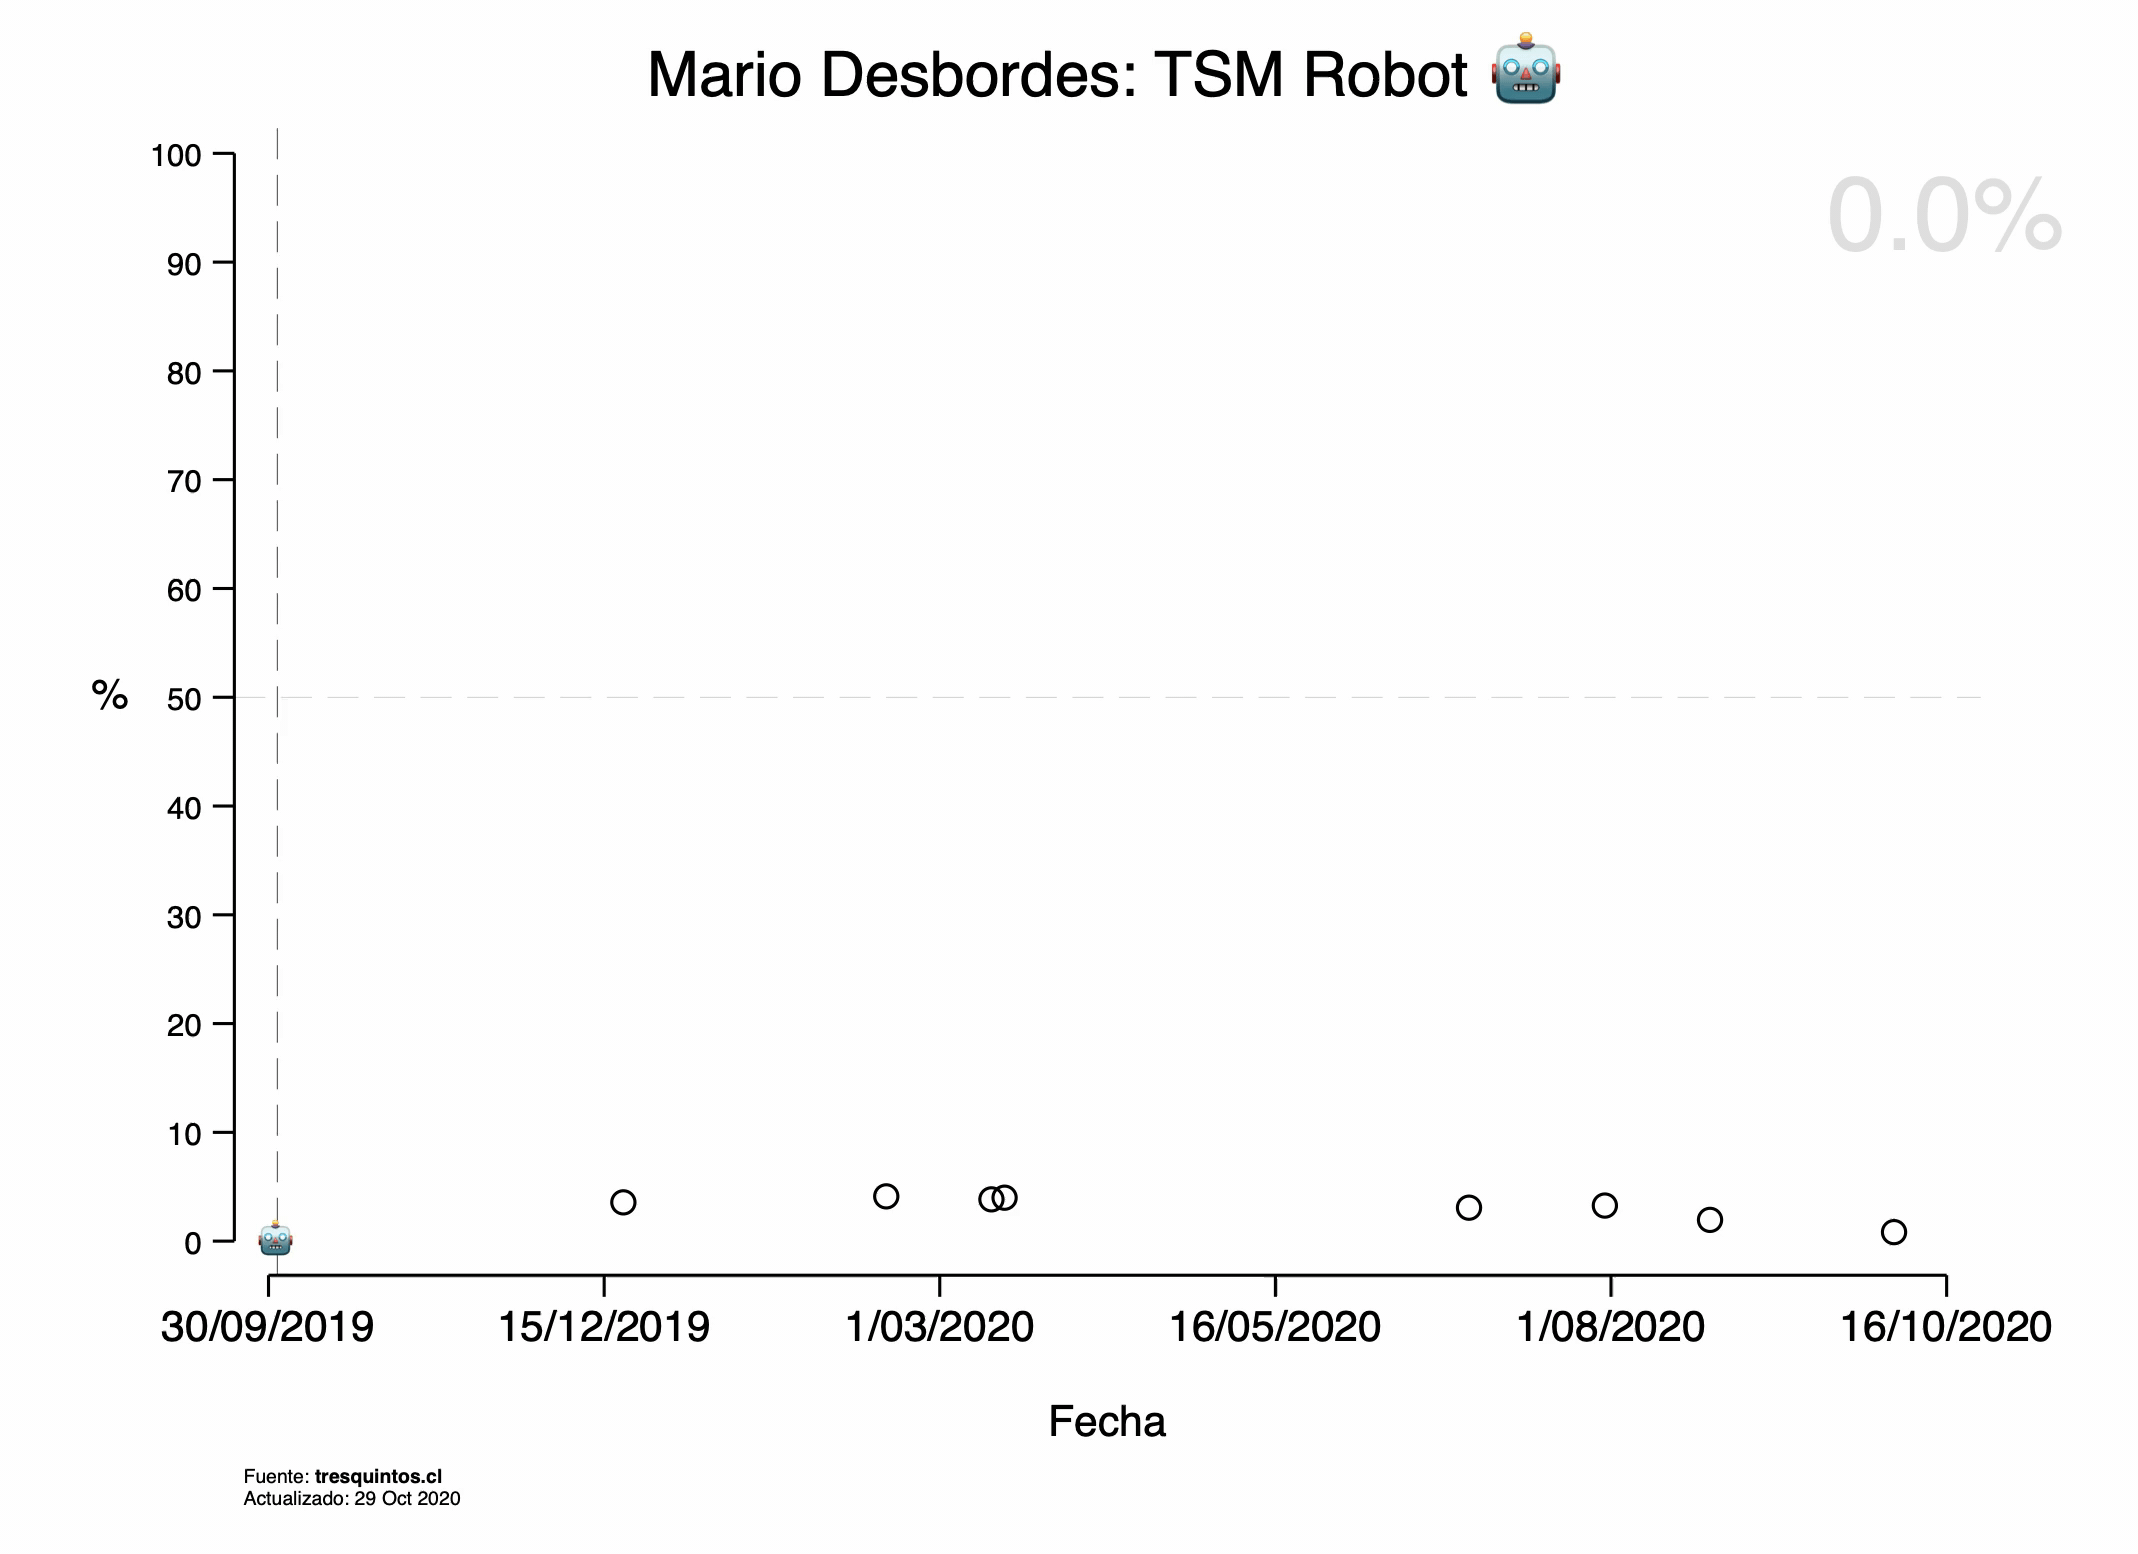 Mario Desbordes: TSM Robot 🤖
0.0%
100
90
80
70
60
%
50
40
30
20
10
0
30/09/2019 15/12/2019 1/03/2020 16/05/2020 1/08/2020 16/10/2020
Fecha
Fuente: tresquintos.cl
Actualizado: 29 Oct 2020